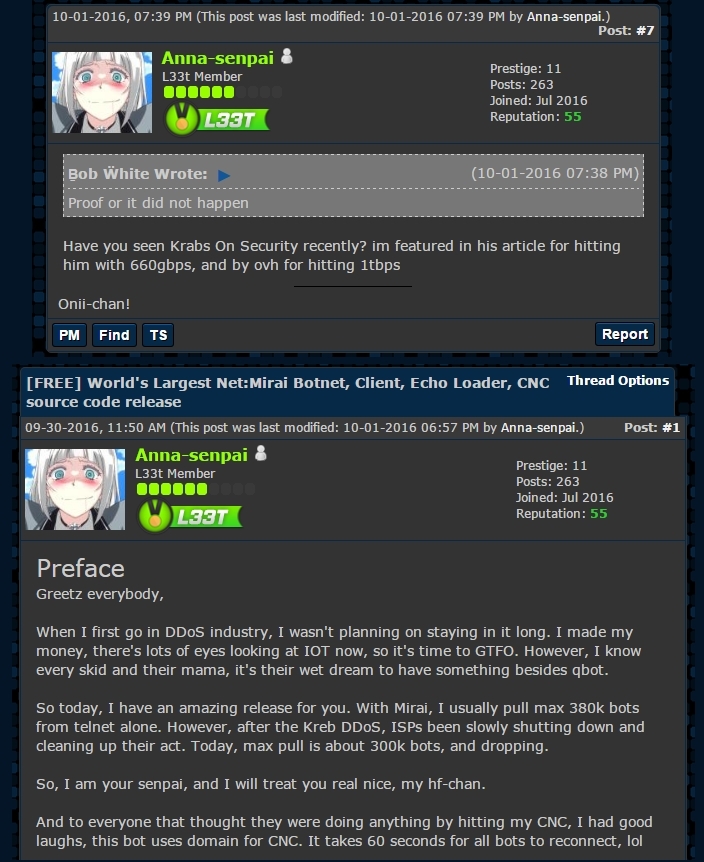 10-01-2016, 07:39 PM (This post was last modified: 10-01-2016 07:39 PM by Anna-senpai.)
Post: #7
Anna-senpai
L33t Member
L33T
Prestige: 11
Posts: 263
Joined: Jul 2016
Reputation: 55
Ḇob Ẅhite Wrote:
(10-01-2016 07:38 PM)
Proof or it did not happen
Have you seen Krabs On Security recently? im featured in his article for hitting
him with 660gbps, and by ovh for hitting 1tbps
Onii-chan!
PM Find TS
Report
[FREE] World's Largest Net:Mirai Botnet, Client, Echo Loader, CNC
source code release
Thread Options
09-30-2016, 11:50 AM (This post was last modified: 10-01-2016 06:57 PM by Anna-senpai.)
Post: #1
Anna-senpai
L33t Member
L33T
Prestige: 11
Posts: 263
Joined: Jul 2016
Reputation: 55
Preface
Greetz everybody,
When I first go in DDoS industry, I wasn't planning on staying in it long. I made my
money, there's lots of eyes looking at IOT now, so it's time to GTFO. However, I know
every skid and their mama, it's their wet dream to have something besides qbot.
So today, I have an amazing release for you. With Mirai, I usually pull max 380k bots
from telnet alone. However, after the Kreb DDoS, ISPs been slowly shutting down and
cleaning up their act. Today, max pull is about 300k bots, and dropping.
So, I am your senpai, and I will treat you real nice, my hf-chan.
And to everyone that thought they were doing anything by hitting my CNC, I had good
laughs, this bot uses domain for CNC. It takes 60 seconds for all bots to reconnect, lol